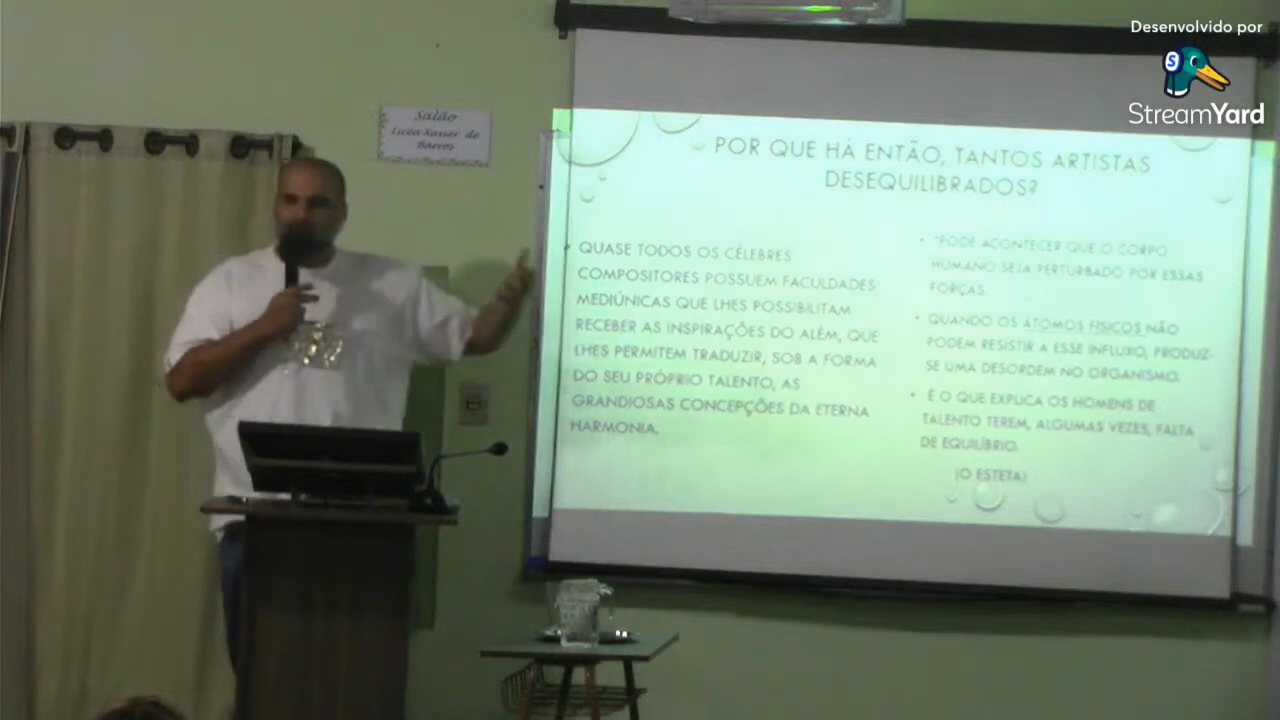 Desenvolvido por
StreamYard
Salão
Luiza Xavier de
Barros
POR QUE HÁ ENTÃO, TANTOS ARTISTAS
DESEQUILIBRADOS?
QUASE TODOS OS CÉLEBRES
COMPOSITORES POSSUEM FACULDADES
MEDIÚNICAS QUE LHES POSSIBILITAM
RECEBER AS INSPIRAÇÕES DO ALÉM, QUE
LHES PERMITEM TRADUZIR, SOB A FORMA
DO SEU PRÓPRIO TALENTO, AS
GRANDIOSAS CONCEPÇÕES DA ETERNA
HARMONIA.
• "PODE ACONTECER QUE O CORPO
HUMANO SEJA PERTURBADO POR ESSAS
FORÇAS.
• QUANDO OS ÁTOMOS FÍSICOS NÃO
PODEM RESISTIR A ESSE INFLUXO, PRODUZ-
SE UMA DESORDEM NO ORGANISMO.
• É O QUE EXPLICA OS HOMENS DE
TALENTO TEREM, ALGUMAS VEZES, FALTA
DE EQUILÍBRIO.
(O ESTETA)